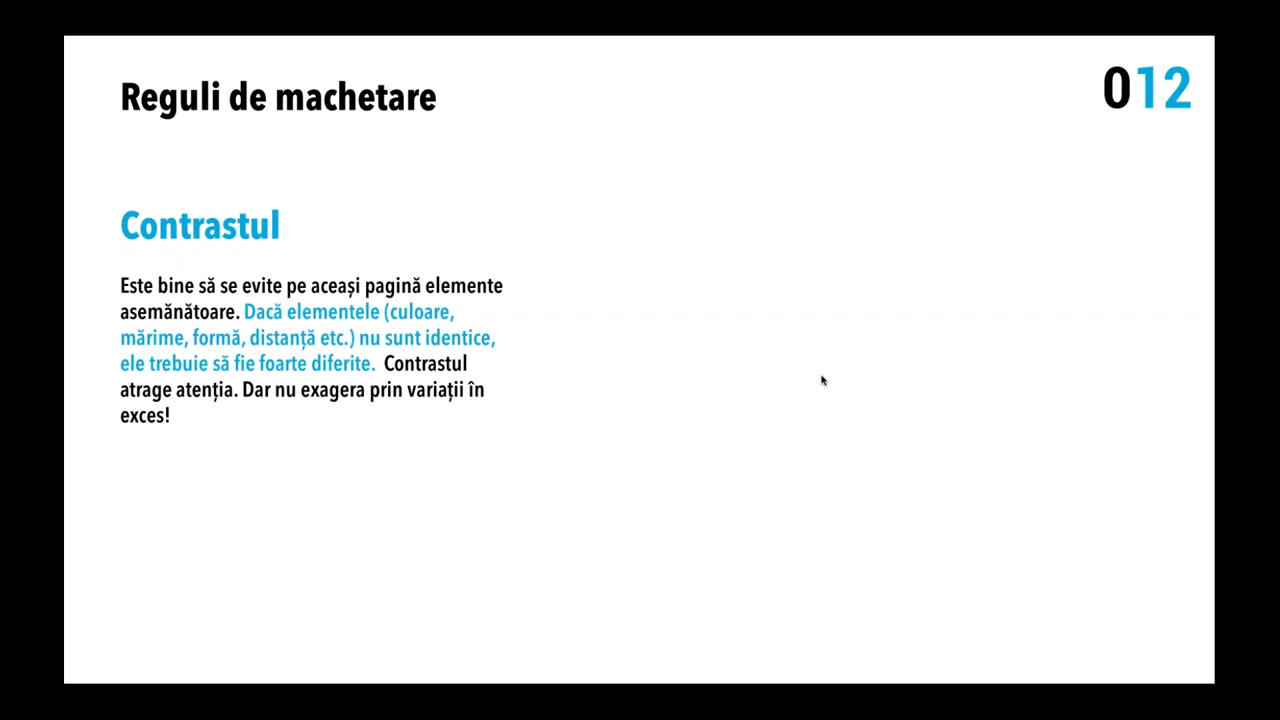 Reguli de machetare
012
Contrastul
Este bine să se evite pe aceași pagină elemente
asemănătoare. Dacă elementele (culoare,
mărime, formă, distanță etc.) nu sunt identice,
ele trebuie să fie foarte diferite. Contrastul
atrage atenția. Dar nu exagera prin variații în
exces!